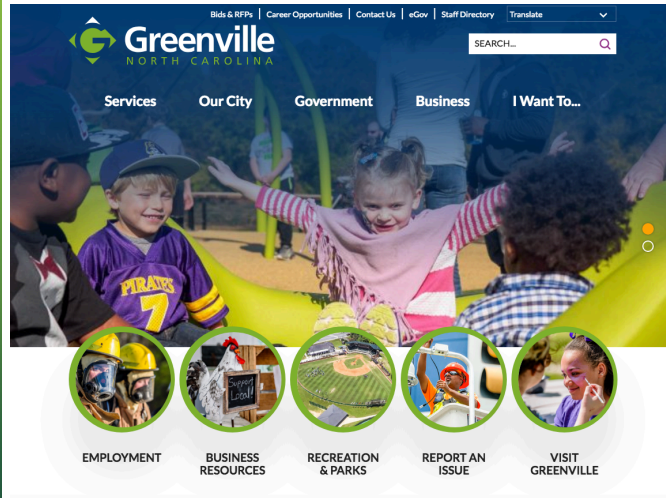 Bids & RFPs | Career Opportunities | Contact Us | eGov | Staff Directory Translate
Greenville
NORTH CAROLINA
SEARCH...
Services Our City Government Business I Want To...
PIRATES
7
Support
Local!
EMPLOYMENT
BUSINESS
RESOURCES
RECREATION
& PARKS
REPORT AN
ISSUE
VISIT
GREENVILLE